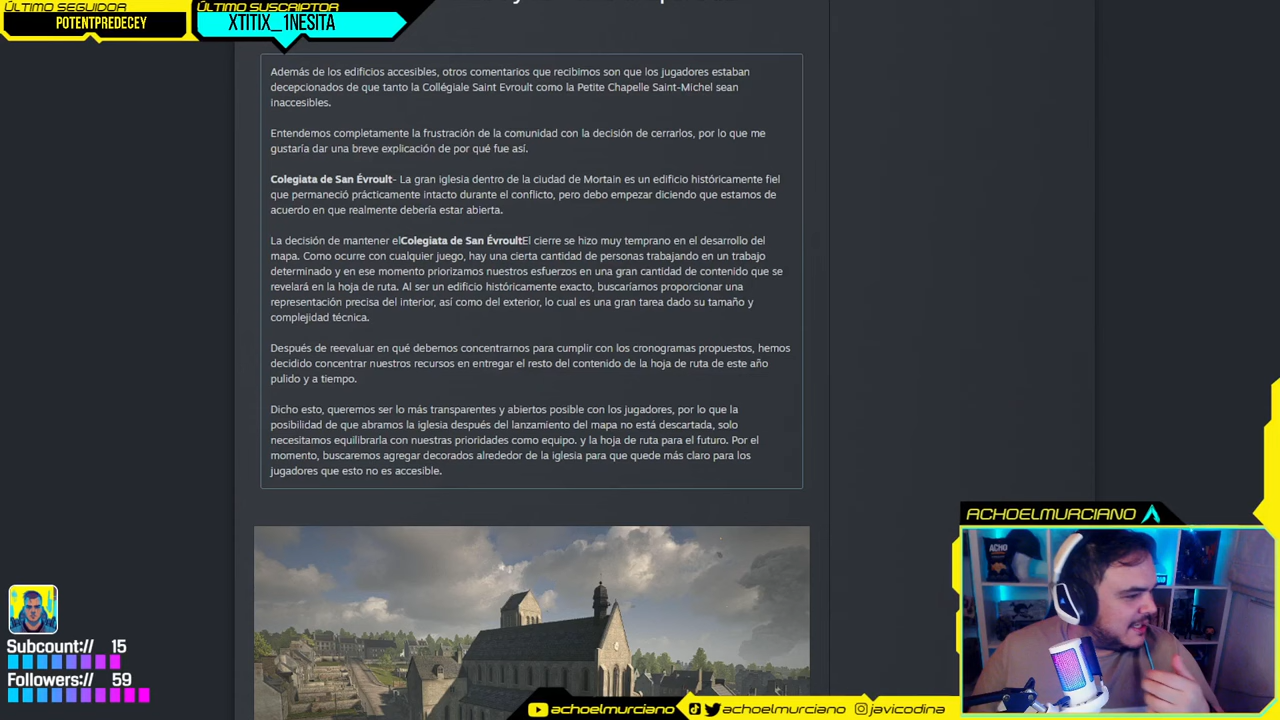 ÚLTIMO SEGUIDOR
POTENTPREDECEY
ÚLTIMO SUSCRIPTOR
XTITIX_1NESITA
Además de los edificios accesibles, otros comentarios que recibimos son que los jugadores estaban
decepcionados de que tanto la Collégiale Saint Evroult como la Petite Chapelle Saint-Michel sean
inaccesibles.
Entendemos completamente la frustración de la comunidad con la decisión de cerrarlos, por lo que me
gustaría dar una breve explicación de por qué fue así.
Colegiata de San Évroult- La gran iglesia dentro de la ciudad de Mortain es un edificio históricamente fiel
que permaneció prácticamente intacto durante el conflicto, pero debo empezar diciendo que estamos de
acuerdo en que realmente debería estar abierta.
La decisión de mantener elColegiata de San ÉvroultEl cierre se hizo muy temprano en el desarrollo del
mapa. Como ocurre con cualquier juego, hay una cierta cantidad de personas trabajando en un trabajo
determinado y en ese momento priorizamos nuestros esfuerzos en una gran cantidad de contenido que se
revelará en la hoja de ruta. Al ser un edificio históricamente exacto, buscaríamos proporcionar una
representación precisa del interior, así como del exterior, lo cual es una gran tarea dado su tamaño y
complejidad técnica.
Después de reevaluar en qué debemos concentrarnos para cumplir con los cronogramas propuestos, hemos
decidido concentrar nuestros recursos en entregar el resto del contenido de la hoja de ruta de este año
pulido y a tiempo.
Dicho esto, queremos ser lo más transparentes y abiertos posible con los jugadores, por lo que la
posibilidad de que abramos la iglesia después del lanzamiento del mapa no está descartada, solo
necesitamos equilibrarla con nuestras prioridades como equipo. y la hoja de ruta para el futuro. Por el
momento, buscaremos agregar decorados alrededor de la iglesia para que quede más claro para los
jugadores que esto no es accesible.
ACHOELMURCIANO
ACHO
Subcount:// 15
Followers:// 59
achoelmurciano
achoelmurciano
javicodina